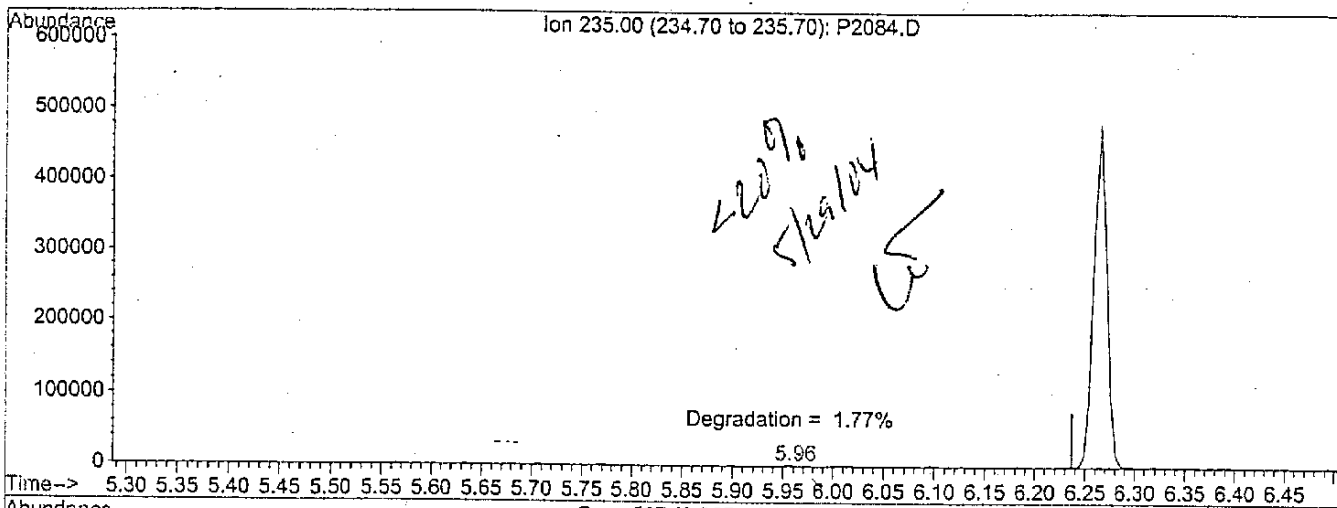 Abundance
Ion 235.00 (234.70 to 235.70): P2084.D
600000
500000
400000
300000
200000
100000
0
<20%
5/29/04
Degradation = 1.77%
5.96
Time--> 5.30 5.35 5.40 5.45 5.50 5.55 5.60 5.65 5.70 5.75 5.80 5.85 5.90 5.95 6.00 6.05 6.10 6.15 6.20 6.25 6.30 6.35 6.40 6.45
Abundance